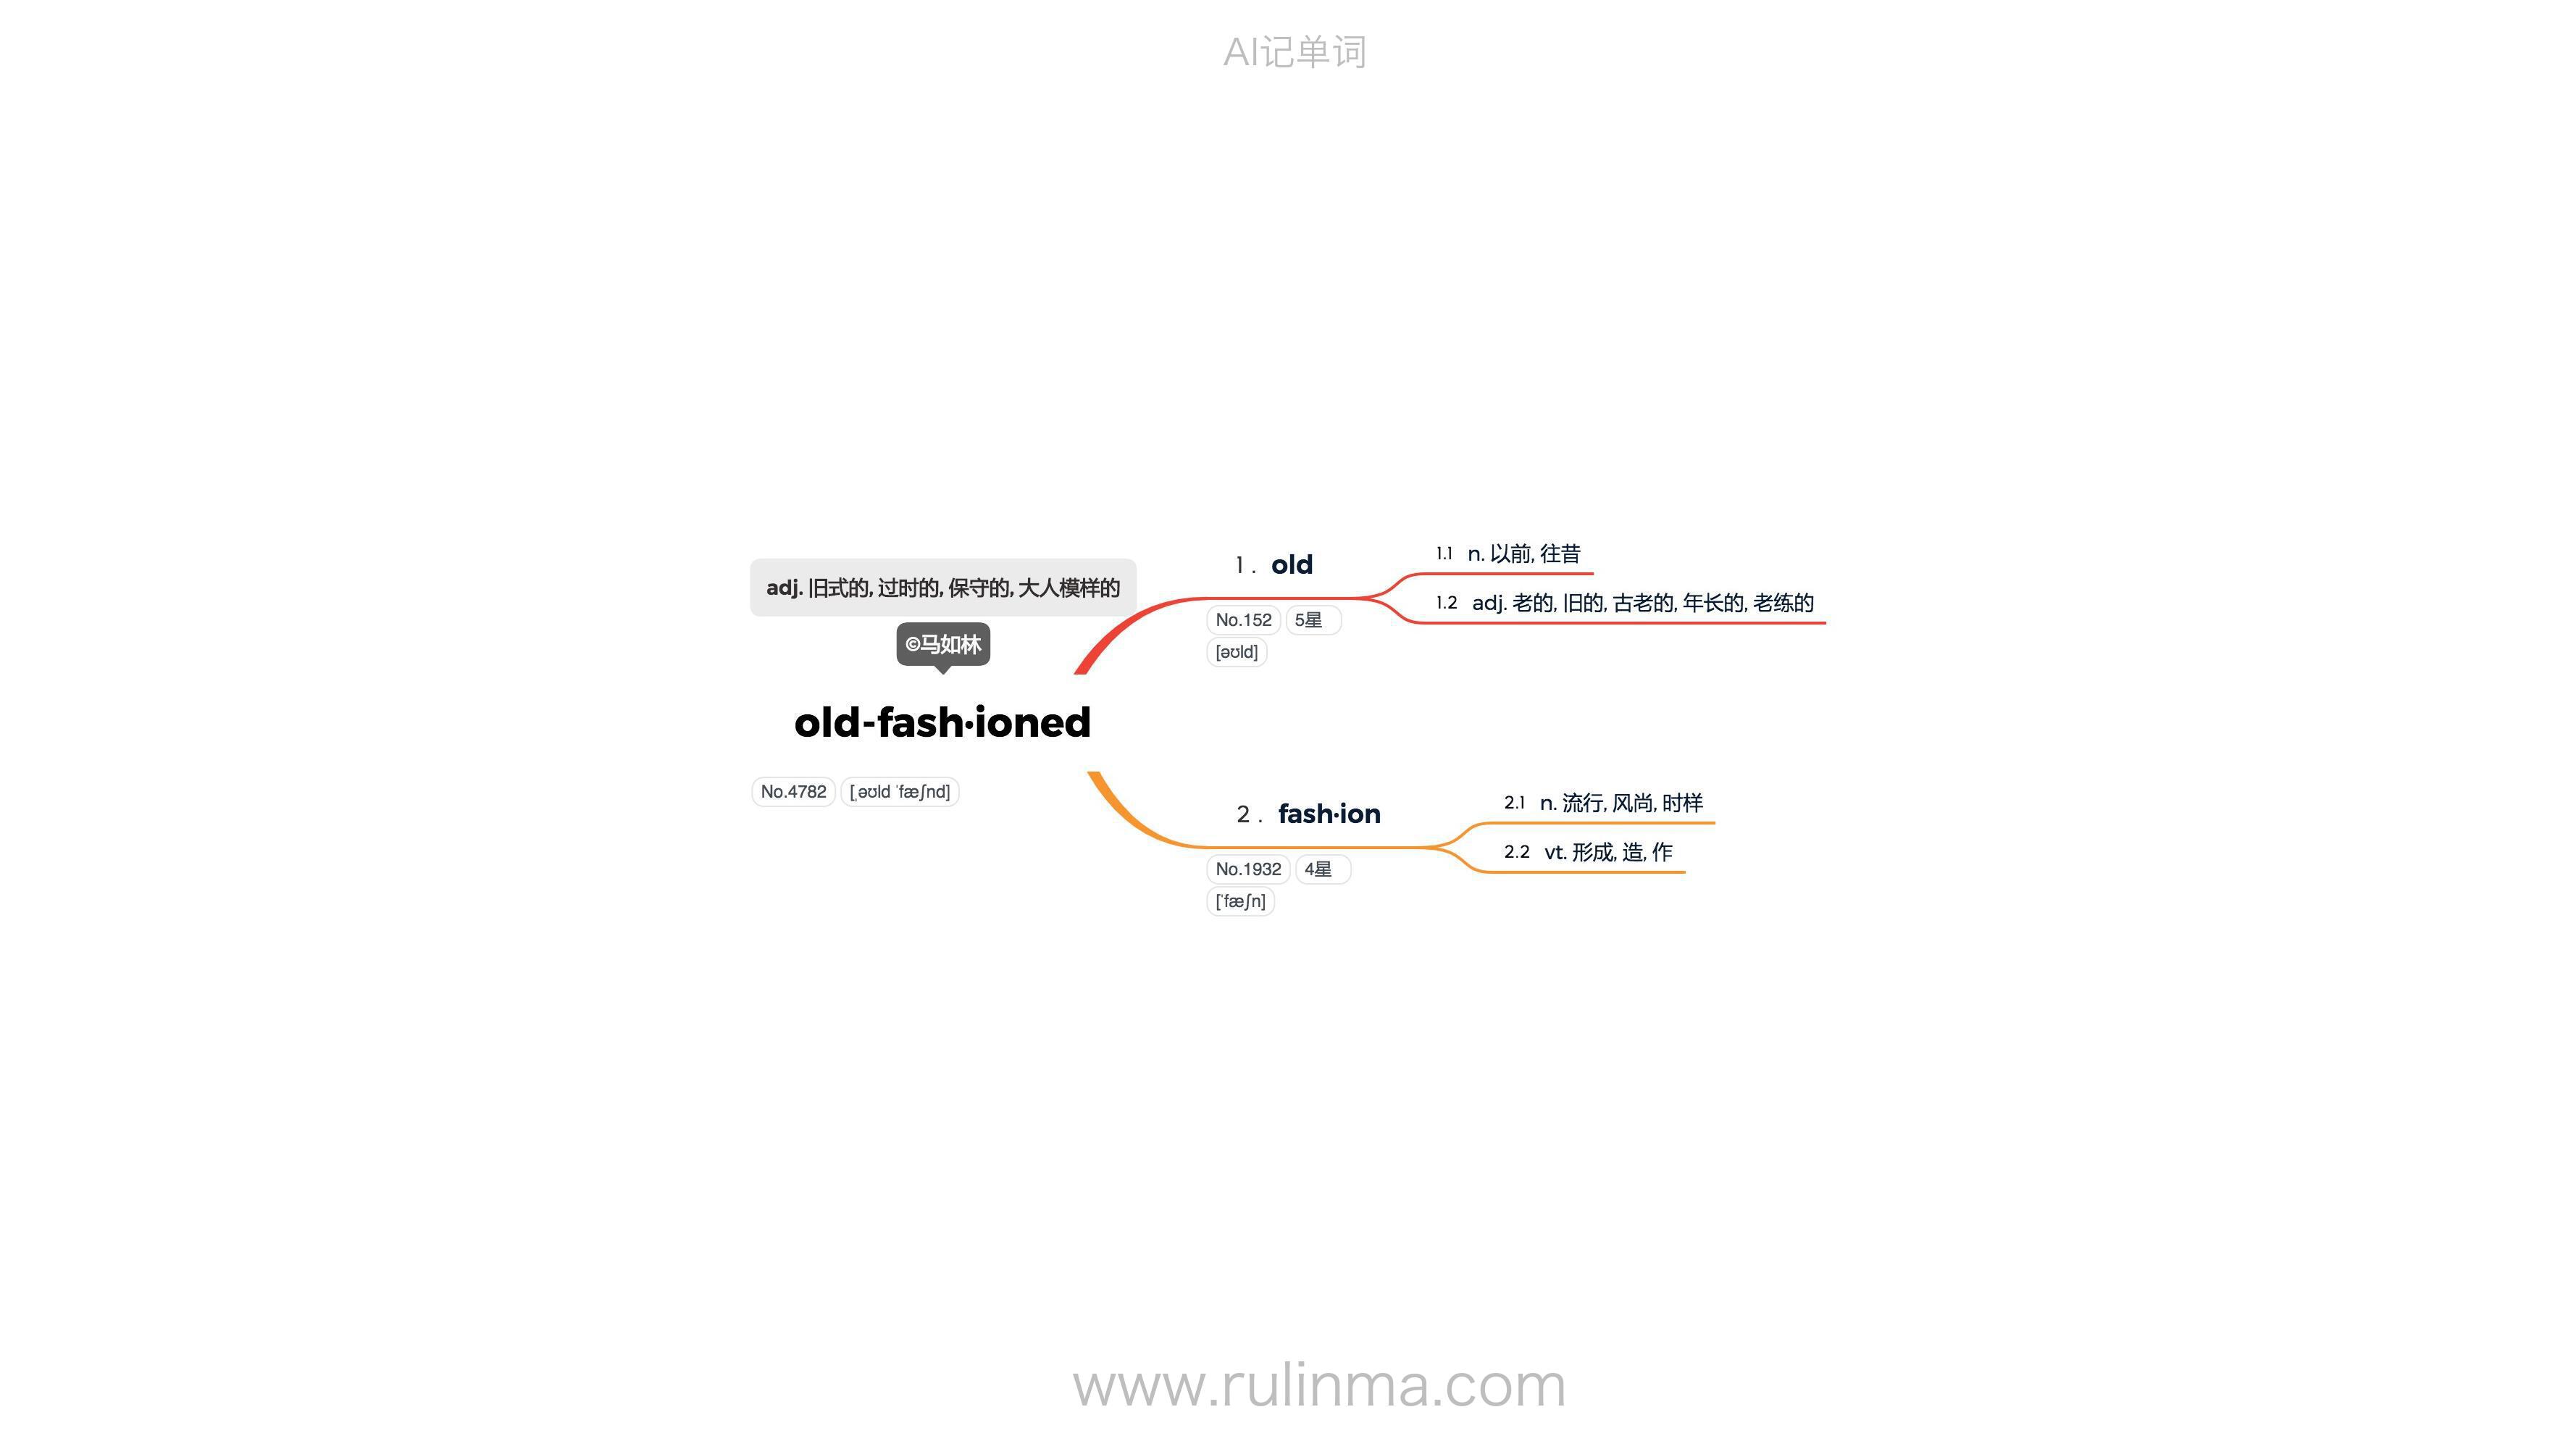 AI记单词
adj. 旧式的, 过时的, 保守的, 大人模样的
©马如林
old-fash·ioned
No.4782 [ˌəʊld ˈfæʃnd]
1 . old
No.152 5星
[əʊld]
1.1 n. 以前, 往昔
1.2 adj. 老的, 旧的, 古老的, 年长的, 老练的
2 . fash·ion
No.1932 4星
[ˈfæʃn]
2.1 n. 流行, 风尚, 时样
2.2 vt. 形成, 造, 作
www.rulinma.com